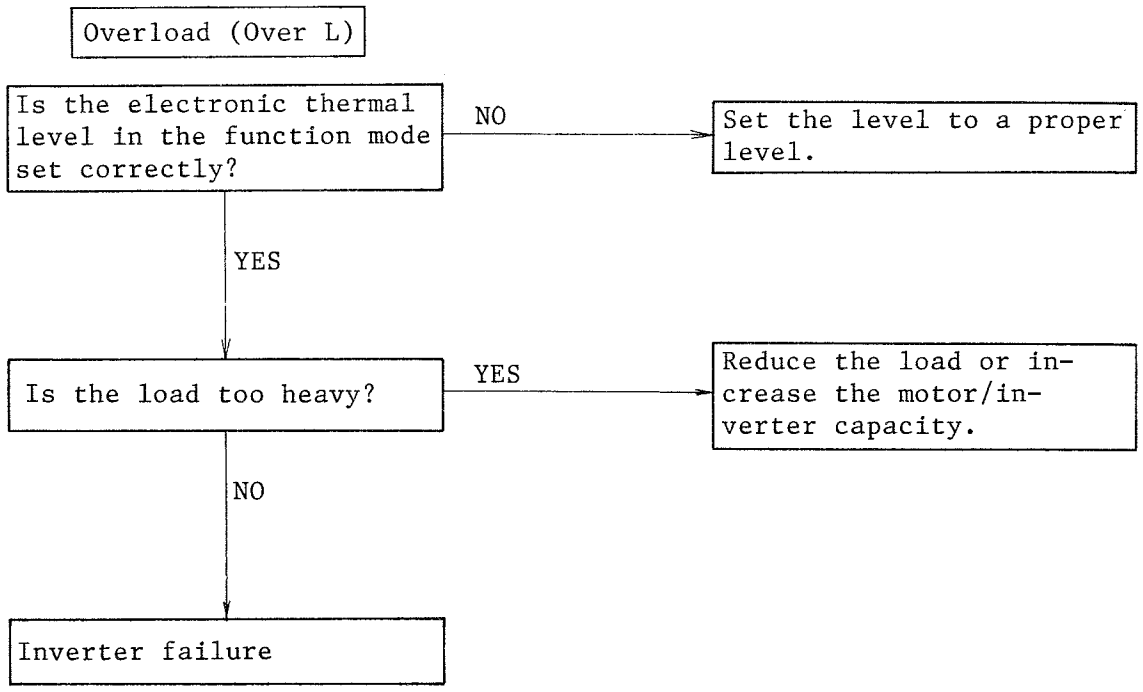 Overload (Over L)
Is the electronic thermal
level in the function mode
set correctly?
NO
Set the level to a proper
level.
YES
Is the load too heavy?
YES
Reduce the load or in-
crease the motor/in-
verter capacity.
NO
Inverter failure